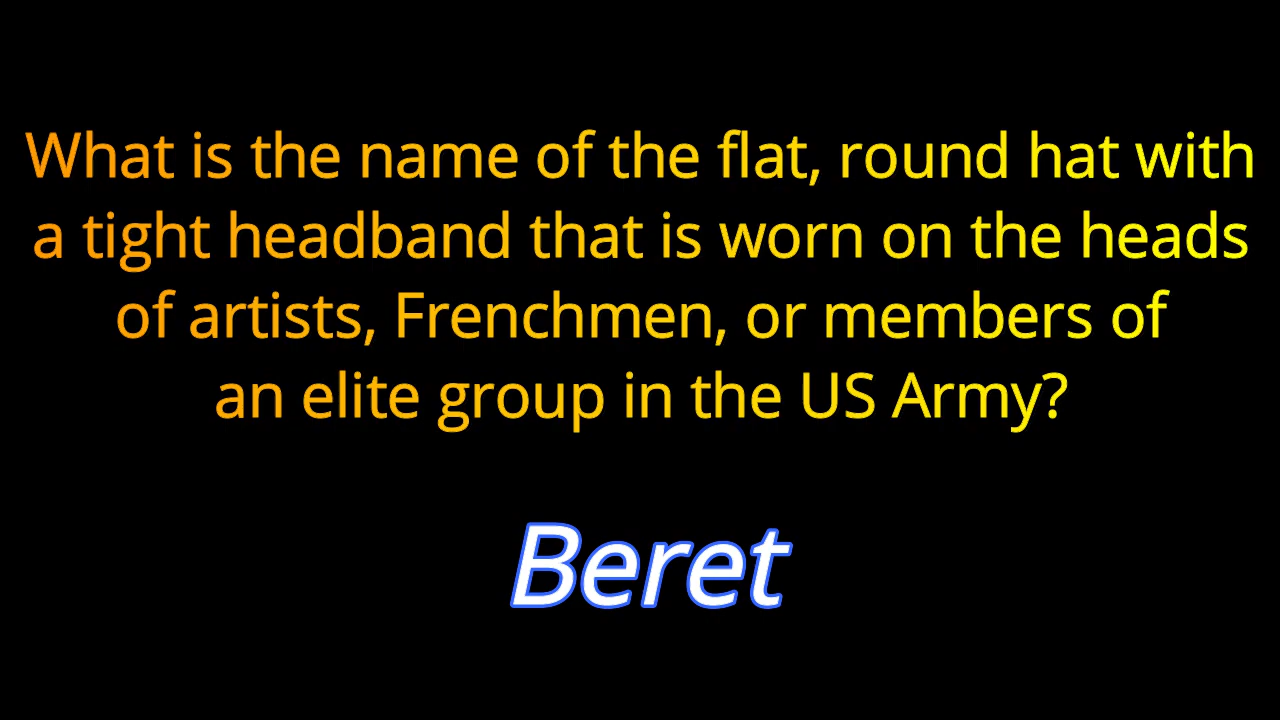 What is the name of the flat, round hat with
a tight headband that is worn on the heads
of artists, Frenchmen, or members of
an elite group in the US Army?
Beret